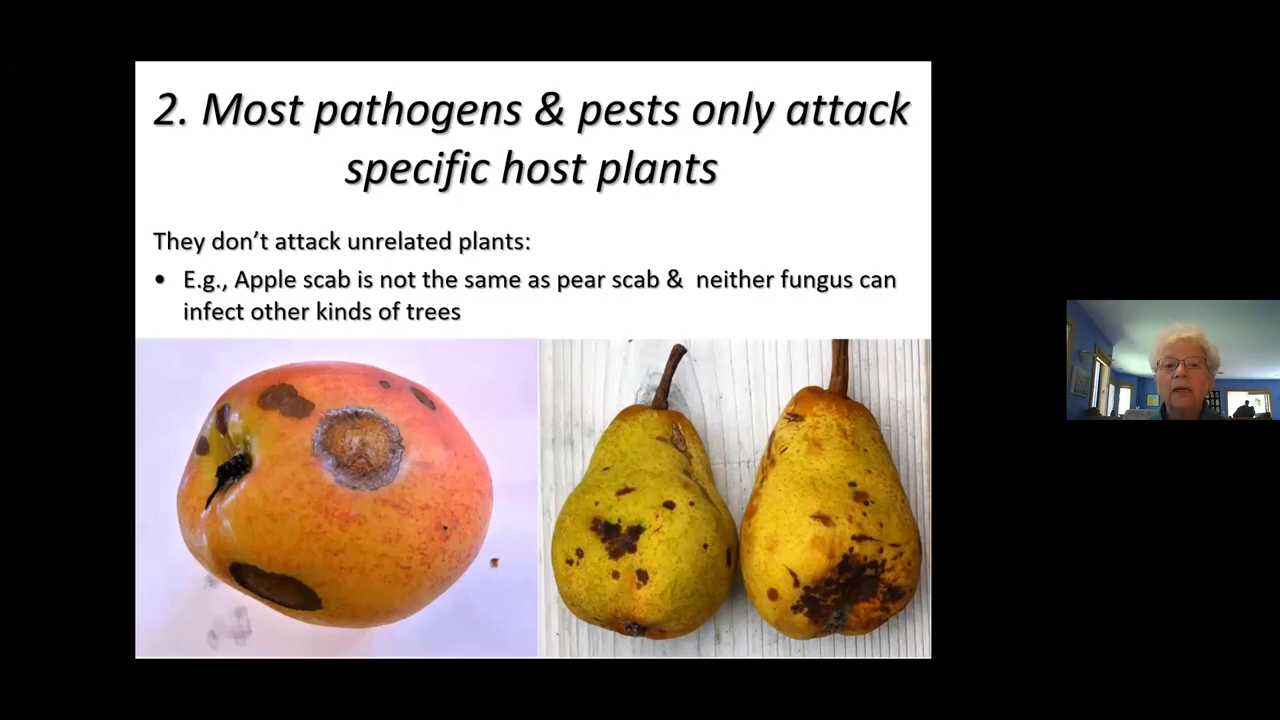 2. Most pathogens & pests only attack
specific host plants
They don’t attack unrelated plants:
• E.g., Apple scab is not the same as pear scab & neither fungus can
infect other kinds of trees